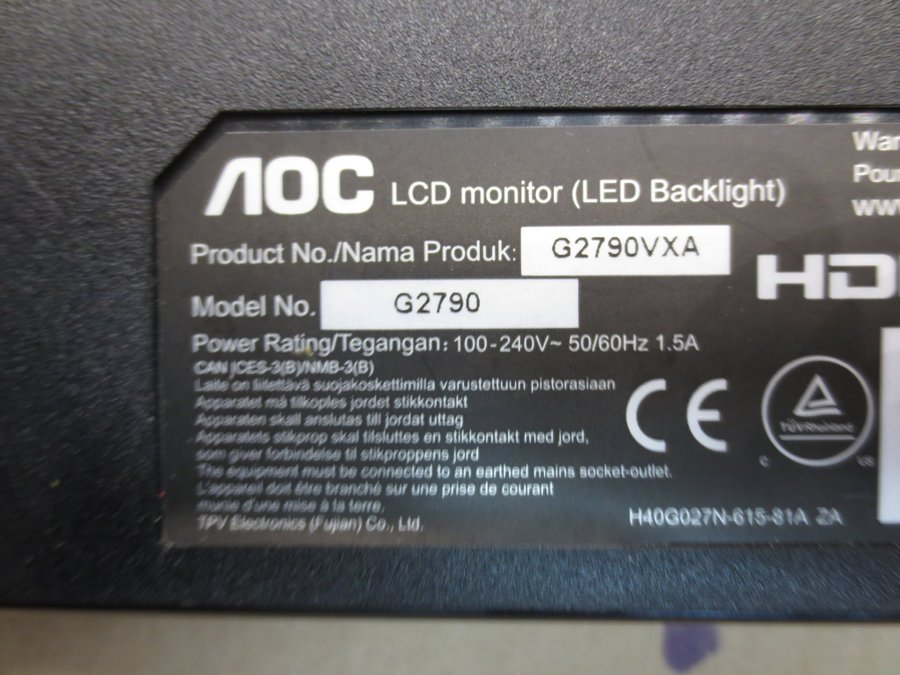 AOC LCD monitor (LED Backlight)
Product No./Nama Produk: G2790VXA
Model No. G2790
Power Rating/Tegangan: 100-240V~ 50/60Hz 1.5A
CAN ICES-3(B)/NMB-3(B)
Laite on liitettävä suojakoskettimilla varustettuun pistorasiaan
Apparatet må tilkoples jordet stikkontakt
Apparaten skall anslutas till jordat uttag
Apparatets stikprop skal tilsluttes en stikkontakt med jord,
som giver forbindelse til stikproppens jord
The equipment must be connected to an earthed mains socket-outlet.
L'appareil doit être branché sur une prise de courant
munie d'une mise à la terre.
TPV Electronics (Fujian) Co., Ltd.
War
Pour
www
HD
CE
TÜVRheinland
C US
H40G027N-615-81A ZA